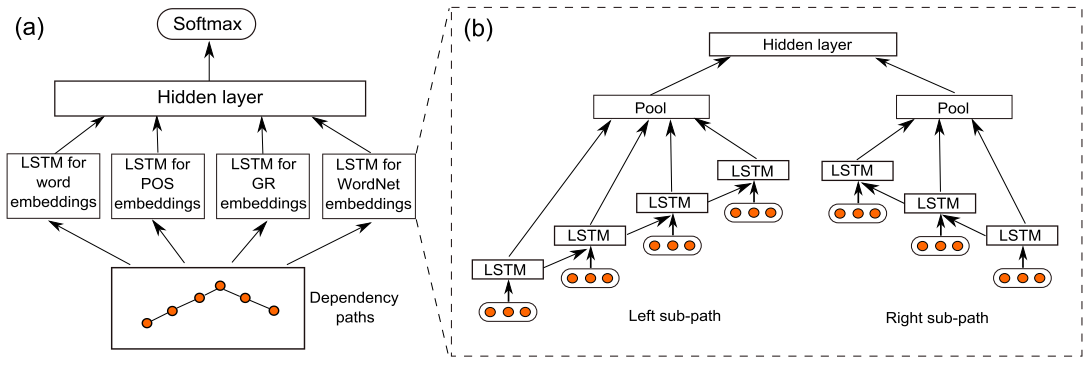 (a)
Softmax
Hidden layer
LSTM for
word
embeddings
LSTM for
POS
embeddings
LSTM for
GR
embeddings
LSTM for
WordNet
embeddings
Dependency
paths
(b)
Hidden layer
Pool
Pool
LSTM
LSTM
LSTM
LSTM
LSTM
LSTM
LSTM
Left sub-path
Right sub-path